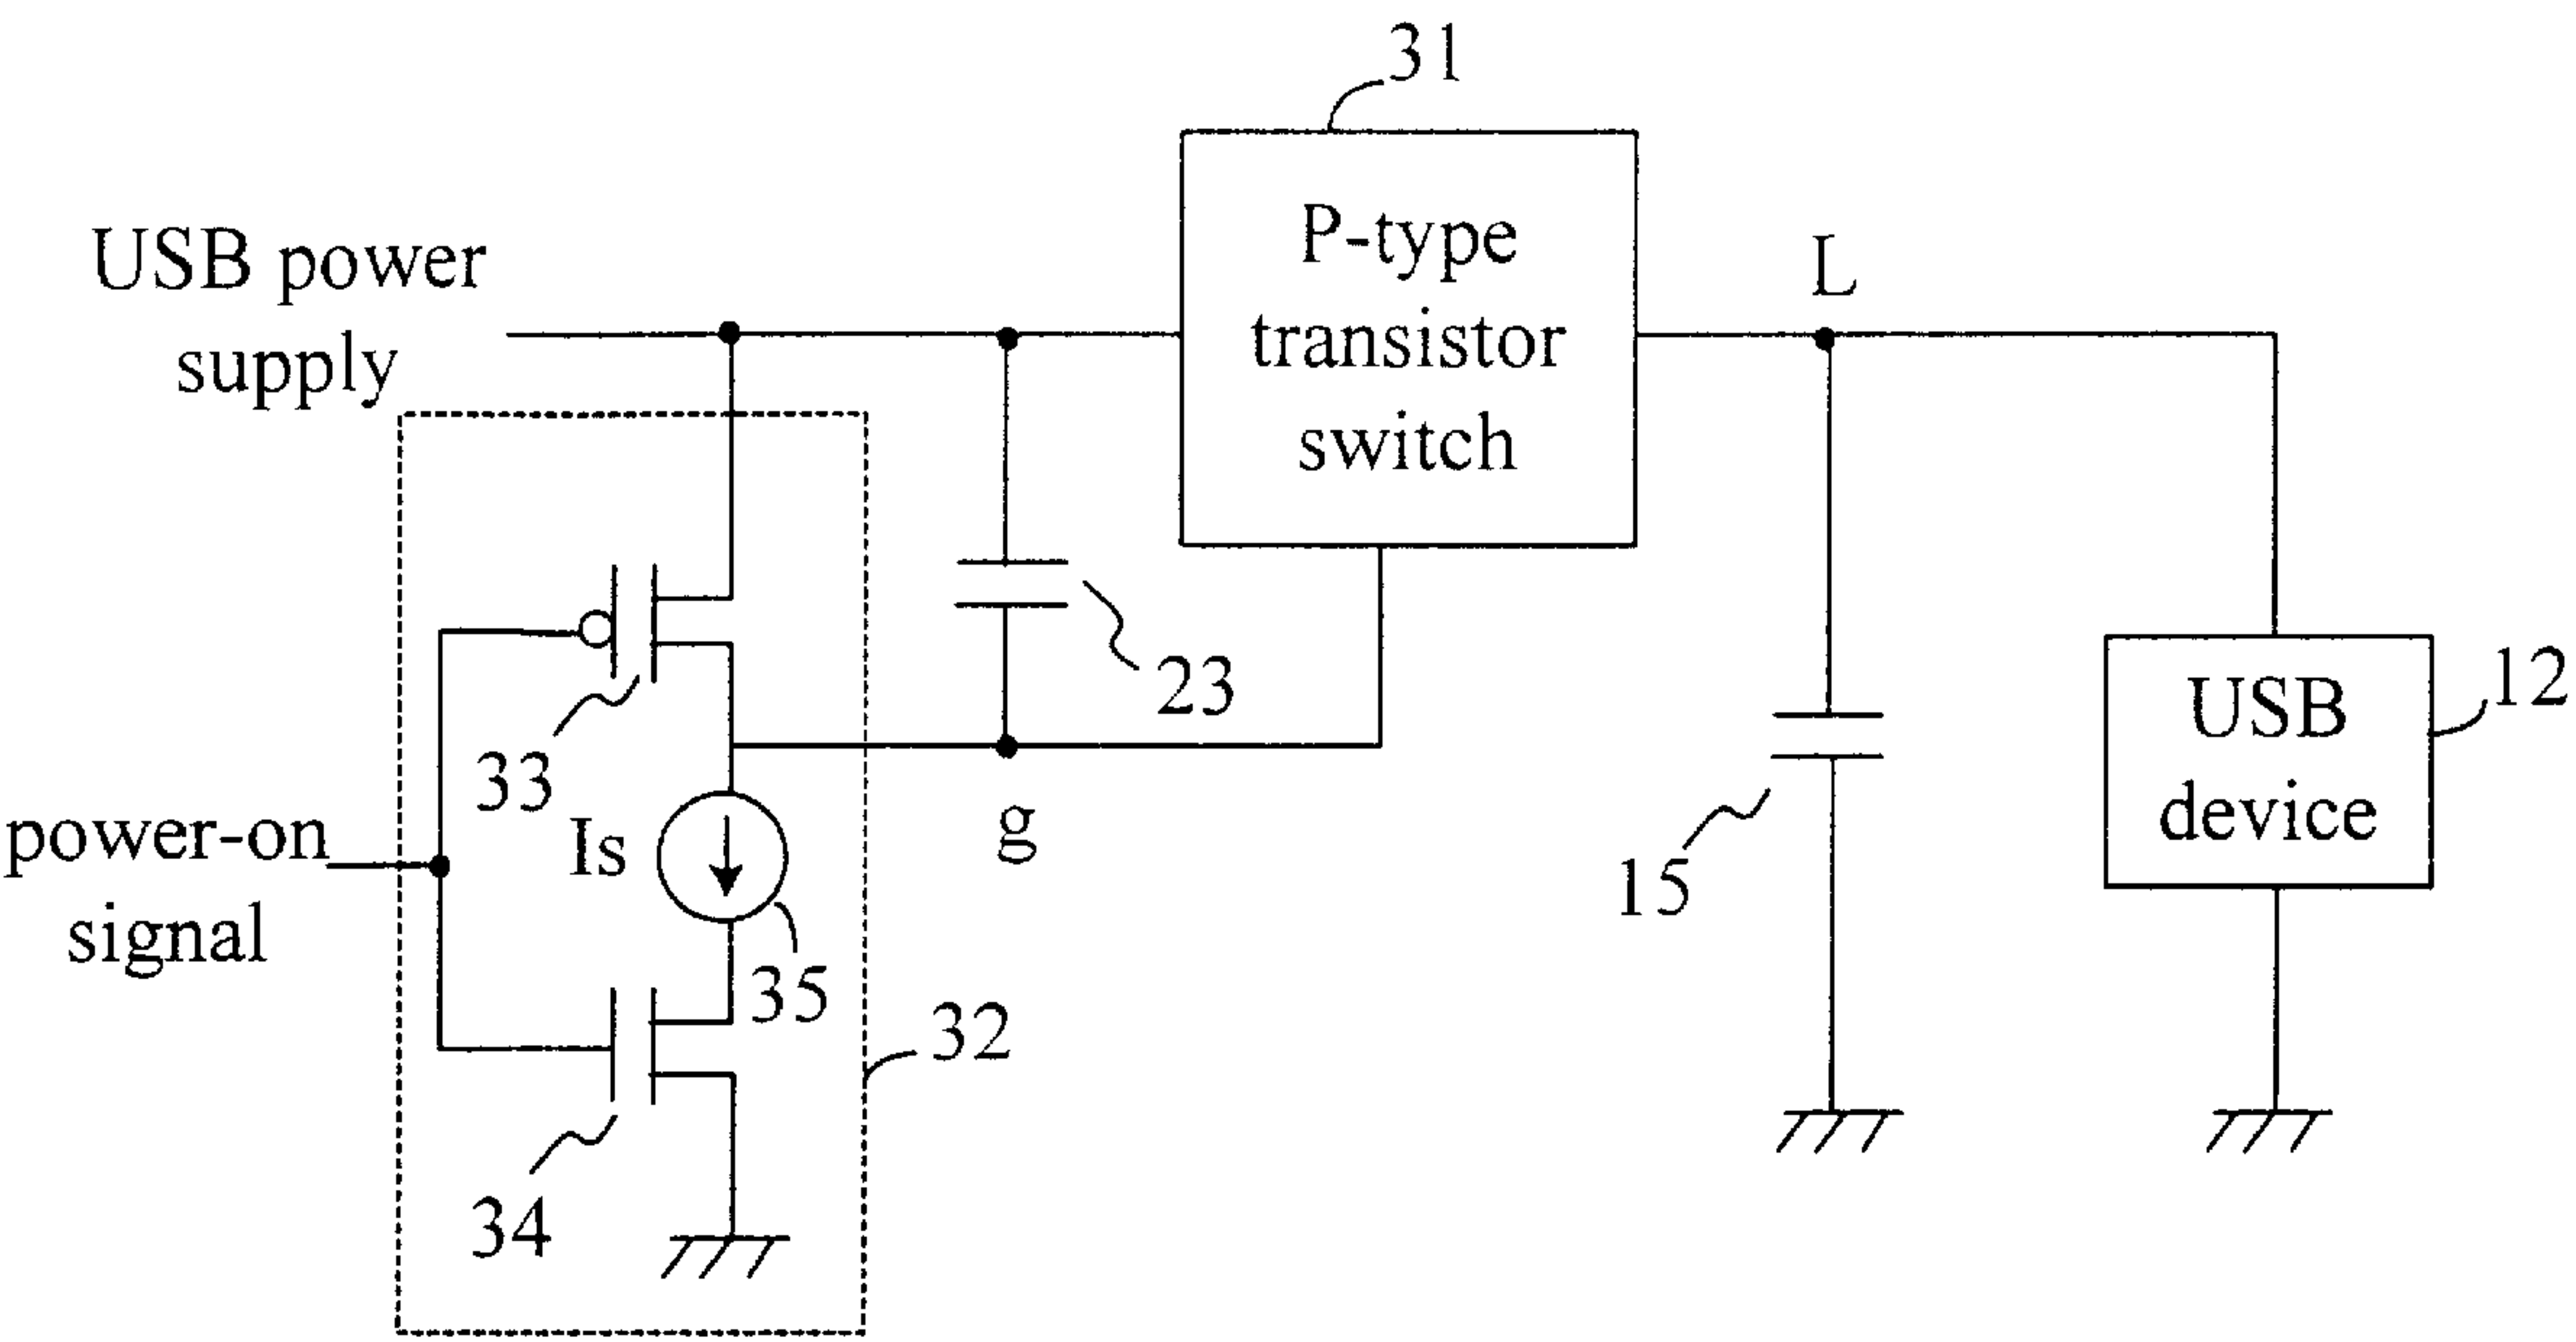 31
P-type
transistor
switch
USB power
supply
L
23
33
USB
device
12
g
Is
15
power-on
signal
35
32
34